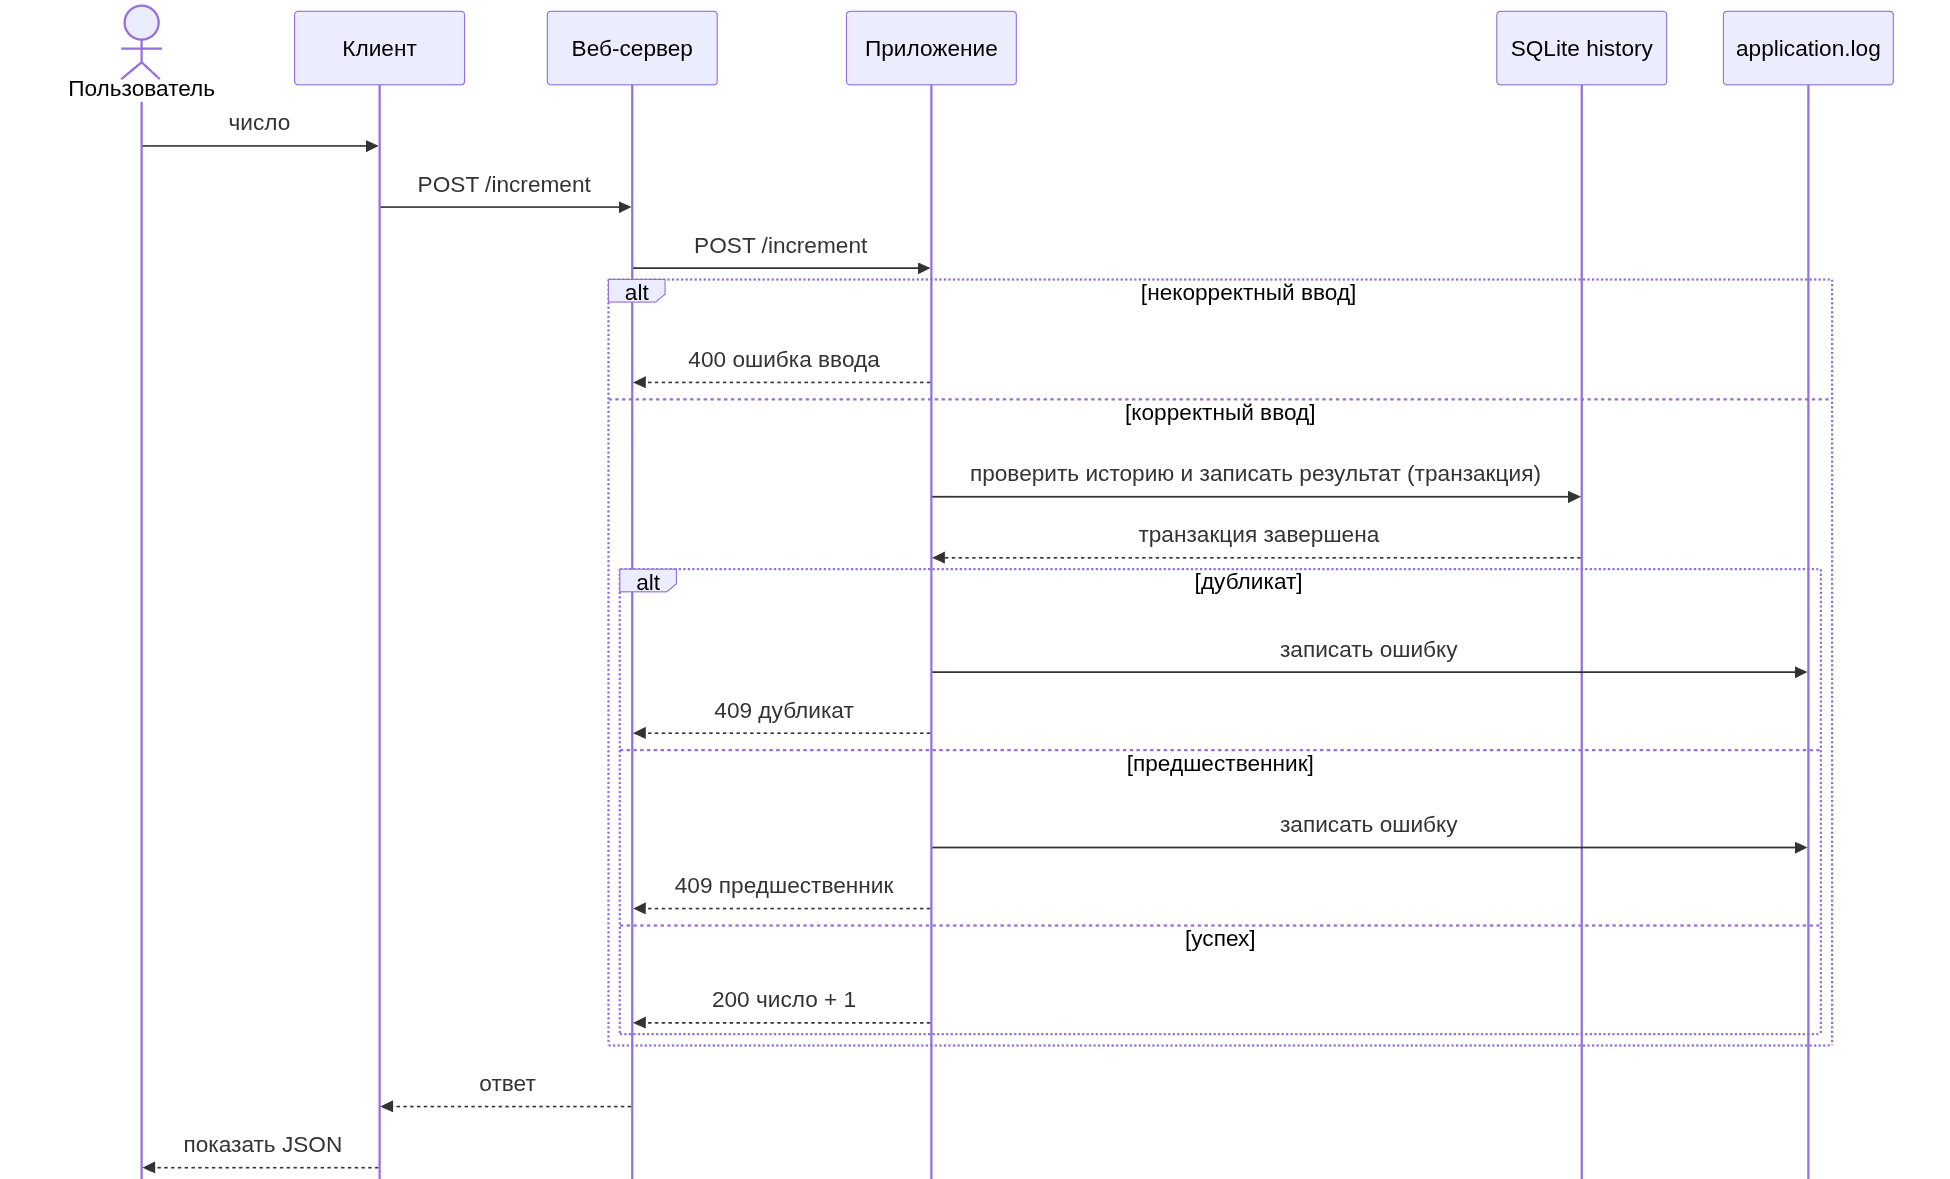 Пользователь
Клиент
Веб-сервер
Приложение
SQLite history
application.log
число
POST /increment
POST /increment
alt
[некорректный ввод]
400 ошибка ввода
[корректный ввод]
проверить историю и записать результат (транзакция)
транзакция завершена
alt
[дубликат]
записать ошибку
409 дубликат
[предшественник]
записать ошибку
409 предшественник
[успех]
200 число + 1
ответ
показать JSON